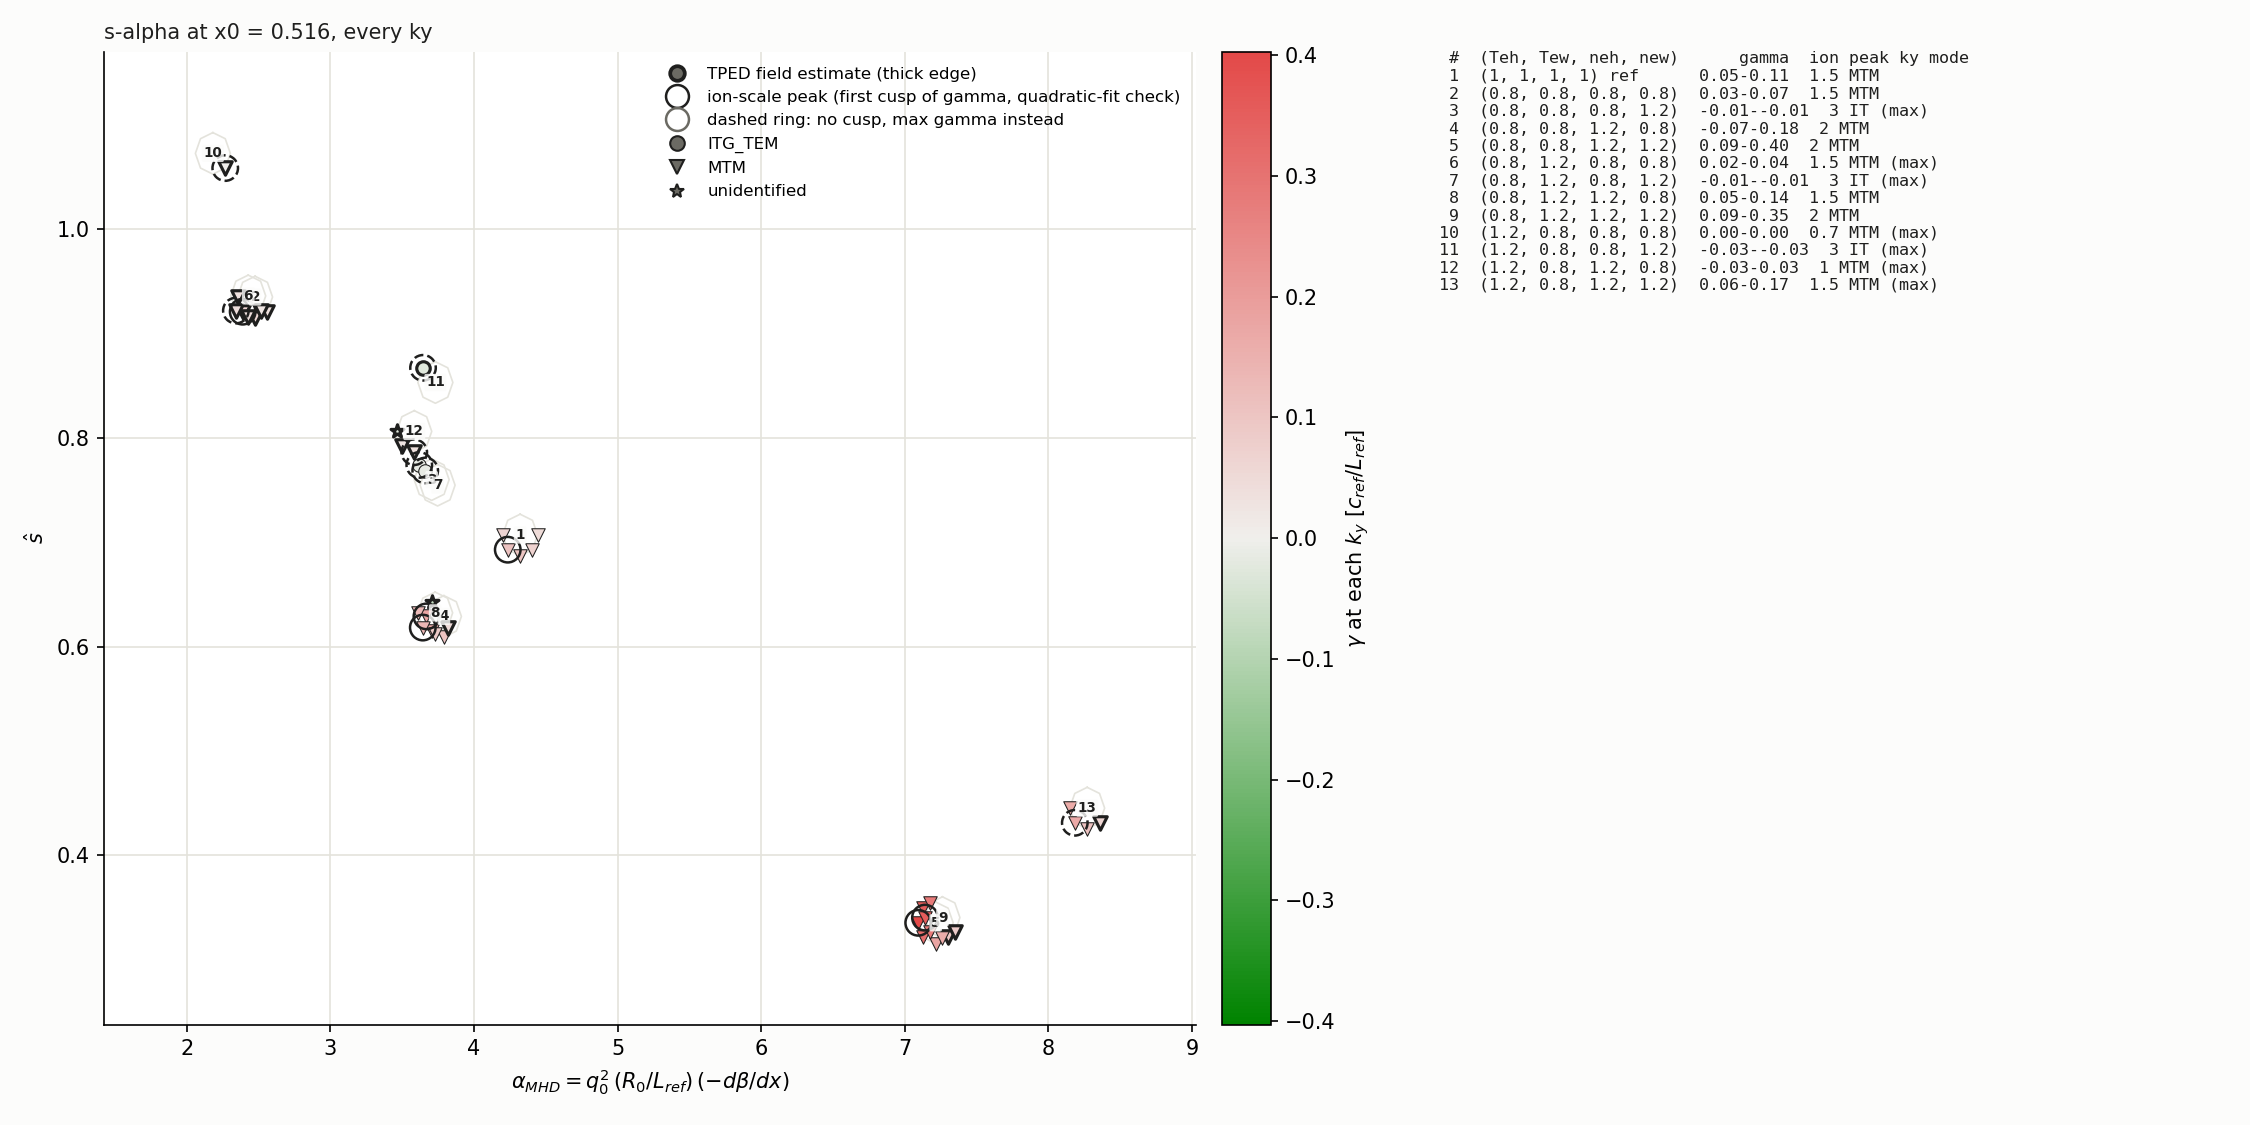 s-alpha at x0 = 0.516, every ky
TPED field estimate (thick edge)
ion-scale peak (first cusp of gamma, quadratic-fit check)
dashed ring: no cusp, max gamma instead
ITG_TEM
MTM
unidentified
10
6 2
11
12
7
1
8 4
13
9
1.0
0.8
0.6
0.4
ŝ
2 3 4 5 6 7 8 9
α_{MHD} = q_0^2 (R_0/L_{ref}) (−dβ/dx)
0.4
0.3
0.2
0.1
0.0
−0.1
−0.2
−0.3
−0.4
γ at each k_y [c_{ref}/L_{ref}]
# (Teh, Tew, neh, new) gamma ion peak ky mode
1 (1, 1, 1, 1) ref 0.05-0.11 1.5 MTM
2 (0.8, 0.8, 0.8, 0.8) 0.03-0.07 1.5 MTM
3 (0.8, 0.8, 0.8, 1.2) -0.01--0.01 3 IT (max)
4 (0.8, 0.8, 1.2, 0.8) -0.07-0.18 2 MTM
5 (0.8, 0.8, 1.2, 1.2) 0.09-0.40 2 MTM
6 (0.8, 1.2, 0.8, 0.8) 0.02-0.04 1.5 MTM (max)
7 (0.8, 1.2, 0.8, 1.2) -0.01--0.01 3 IT (max)
8 (0.8, 1.2, 1.2, 0.8) 0.05-0.14 1.5 MTM
9 (0.8, 1.2, 1.2, 1.2) 0.09-0.35 2 MTM
10 (1.2, 0.8, 0.8, 0.8) 0.00-0.00 0.7 MTM (max)
11 (1.2, 0.8, 0.8, 1.2) -0.03--0.03 3 IT (max)
12 (1.2, 0.8, 1.2, 0.8) -0.03-0.03 1 MTM (max)
13 (1.2, 0.8, 1.2, 1.2) 0.06-0.17 1.5 MTM (max)